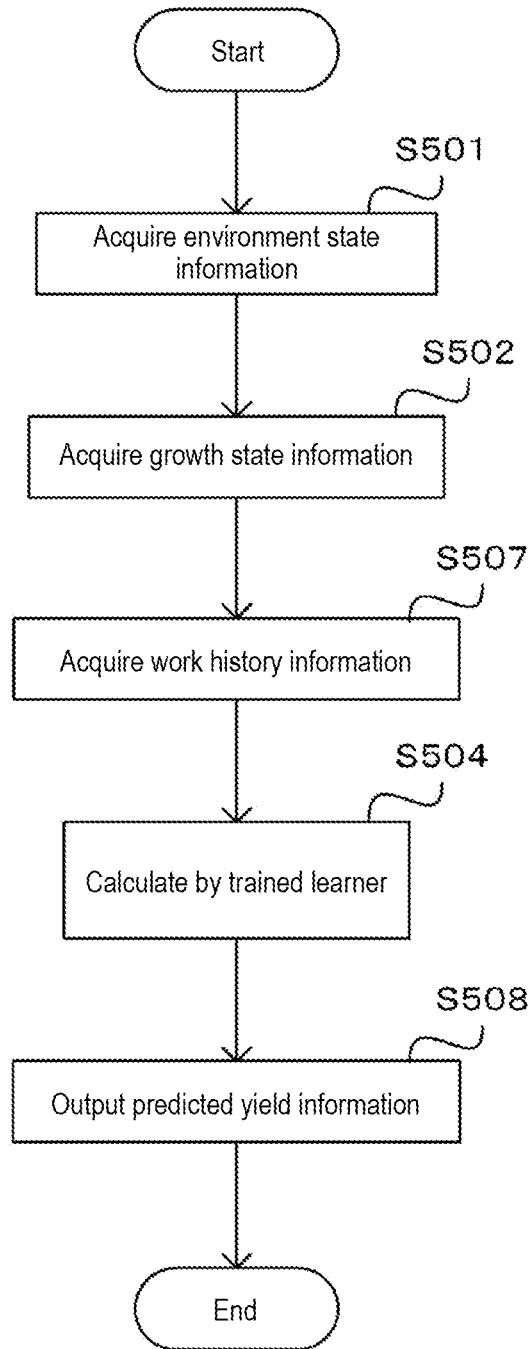 Start
S501
Acquire environment state
information
S502
Acquire growth state information
S507
Acquire work history information
S504
Calculate by trained learner
S508
Output predicted yield information
End